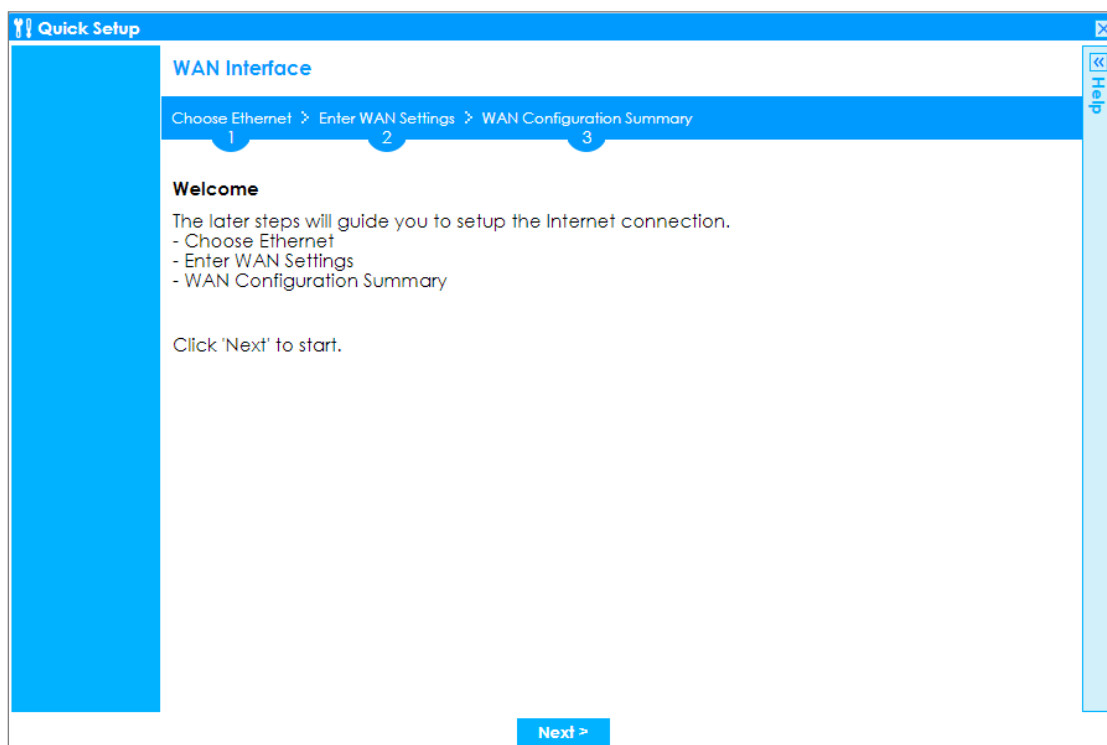 Quick Setup
WAN Interface
Help
Choose Ethernet > Enter WAN Settings > WAN Configuration Summary
1 2 3
Welcome
The later steps will guide you to setup the Internet connection.
- Choose Ethernet
- Enter WAN Settings
- WAN Configuration Summary
Click 'Next' to start.
Next >